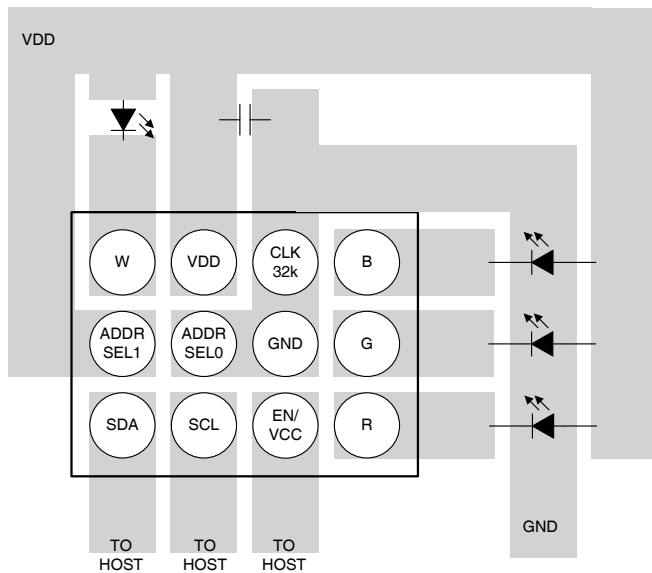 VDD
W
VDD
CLK
32k
B
ADDR
SEL1
ADDR
SEL0
GND
G
SDA
SCL
EN/
VCC
R
GND
TO
HOST
TO
HOST
TO
HOST